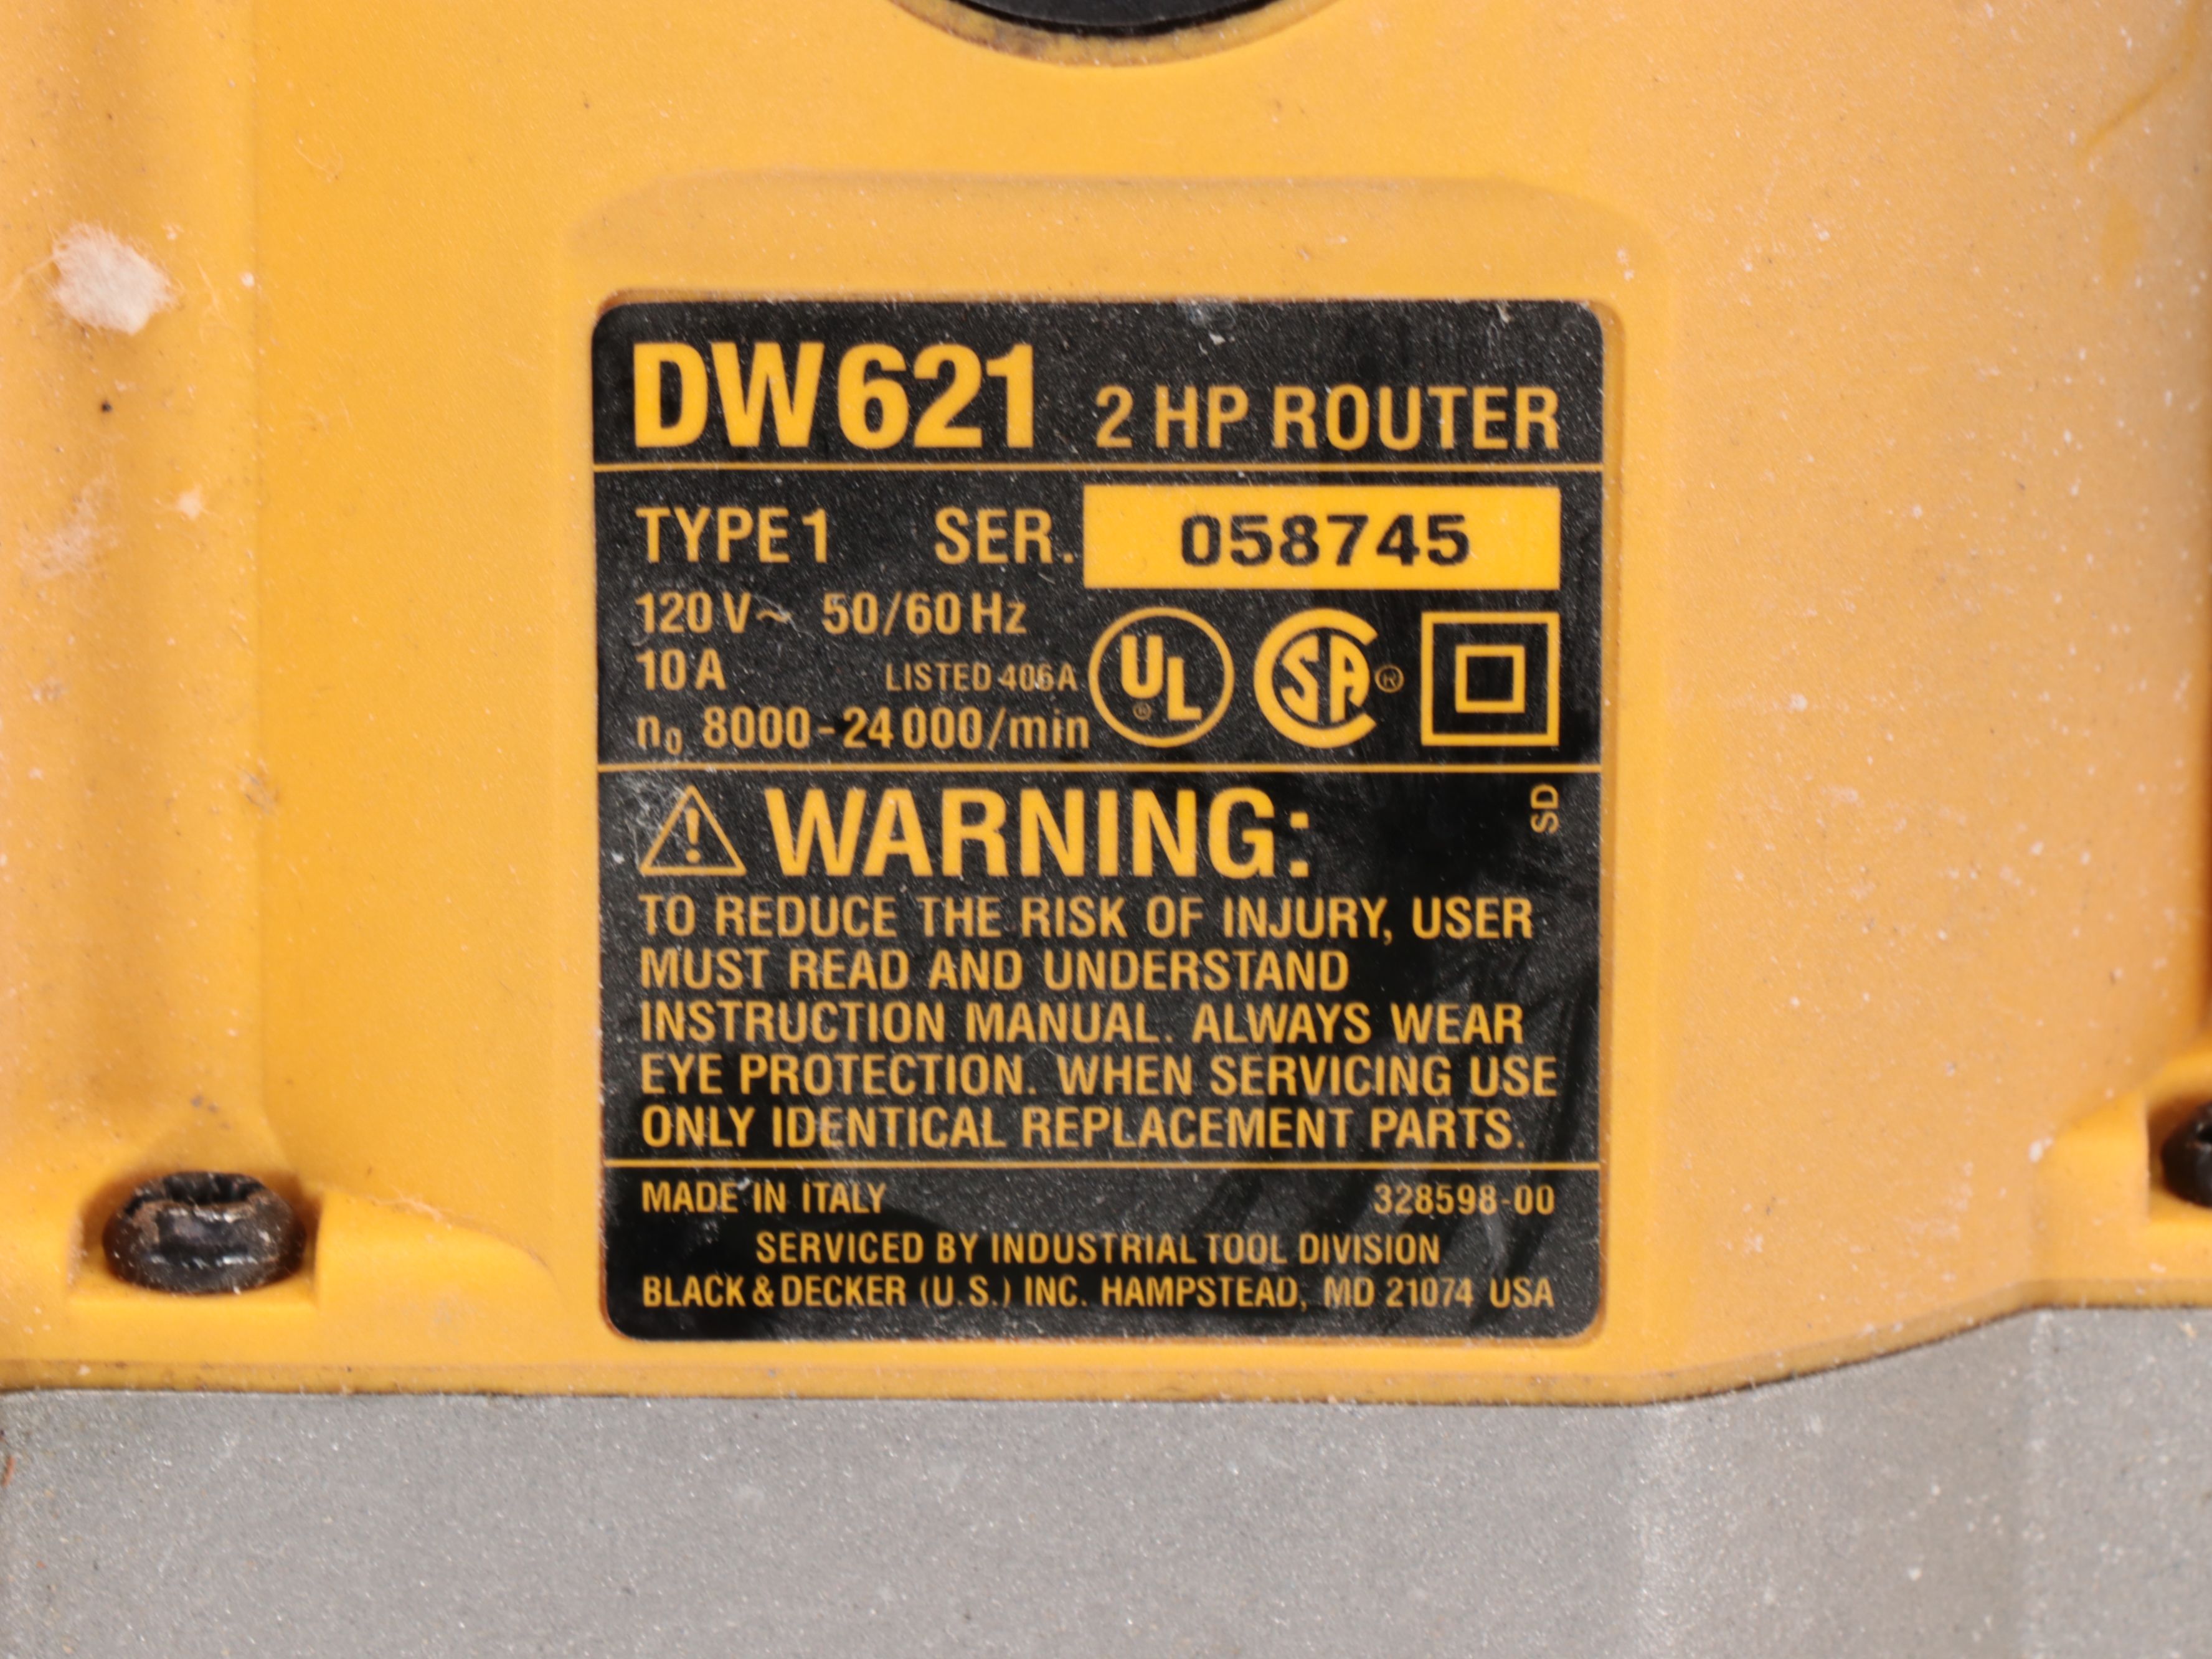 DW621 2 HP ROUTER
TYPE 1 SER. 058745
120 V~ 50/60 Hz
10 A LISTED 406A UL® SA®
n0 8000-24 000/min
⚠ WARNING: SD
TO REDUCE THE RISK OF INJURY, USER
MUST READ AND UNDERSTAND
INSTRUCTION MANUAL. ALWAYS WEAR
EYE PROTECTION. WHEN SERVICING USE
ONLY IDENTICAL REPLACEMENT PARTS.
MADE IN ITALY 328598-00
SERVICED BY INDUSTRIAL TOOL DIVISION
BLACK & DECKER (U.S.) INC. HAMPSTEAD, MD 21074 USA